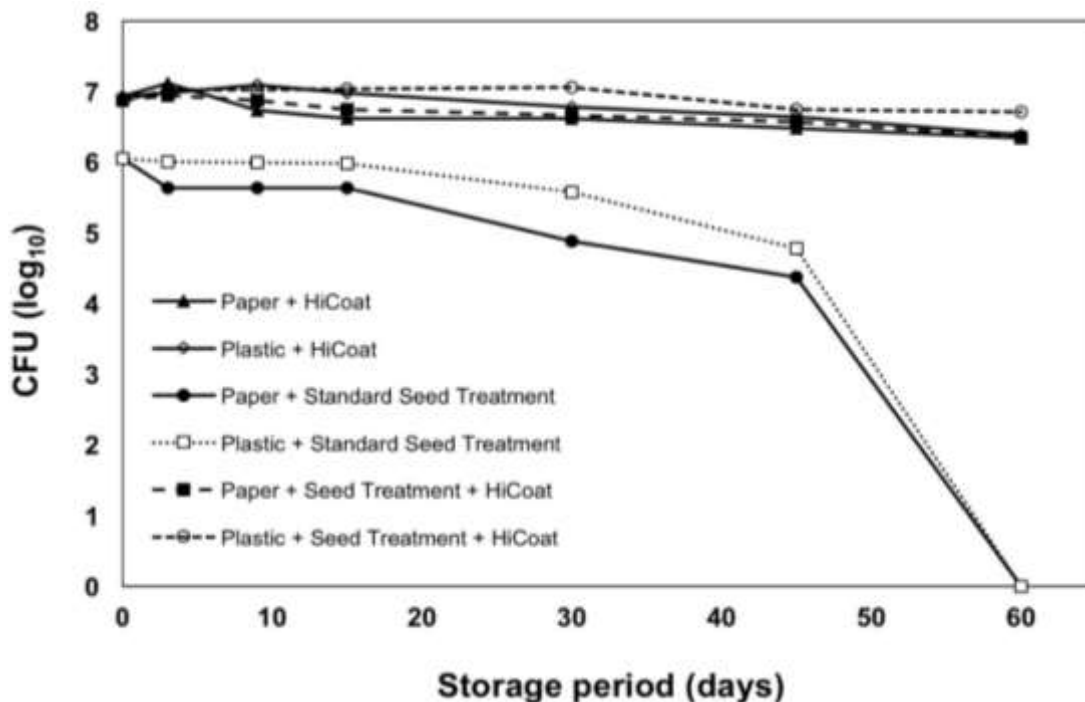 8
7
6
5
4
3
2
1
0
CFU (log₁₀)
Paper + HiCoat
Plastic + HiCoat
Paper + Standard Seed Treatment
Plastic + Standard Seed Treatment
Paper + Seed Treatment + HiCoat
Plastic + Seed Treatment + HiCoat
0 10 20 30 40 50 60
Storage period (days)